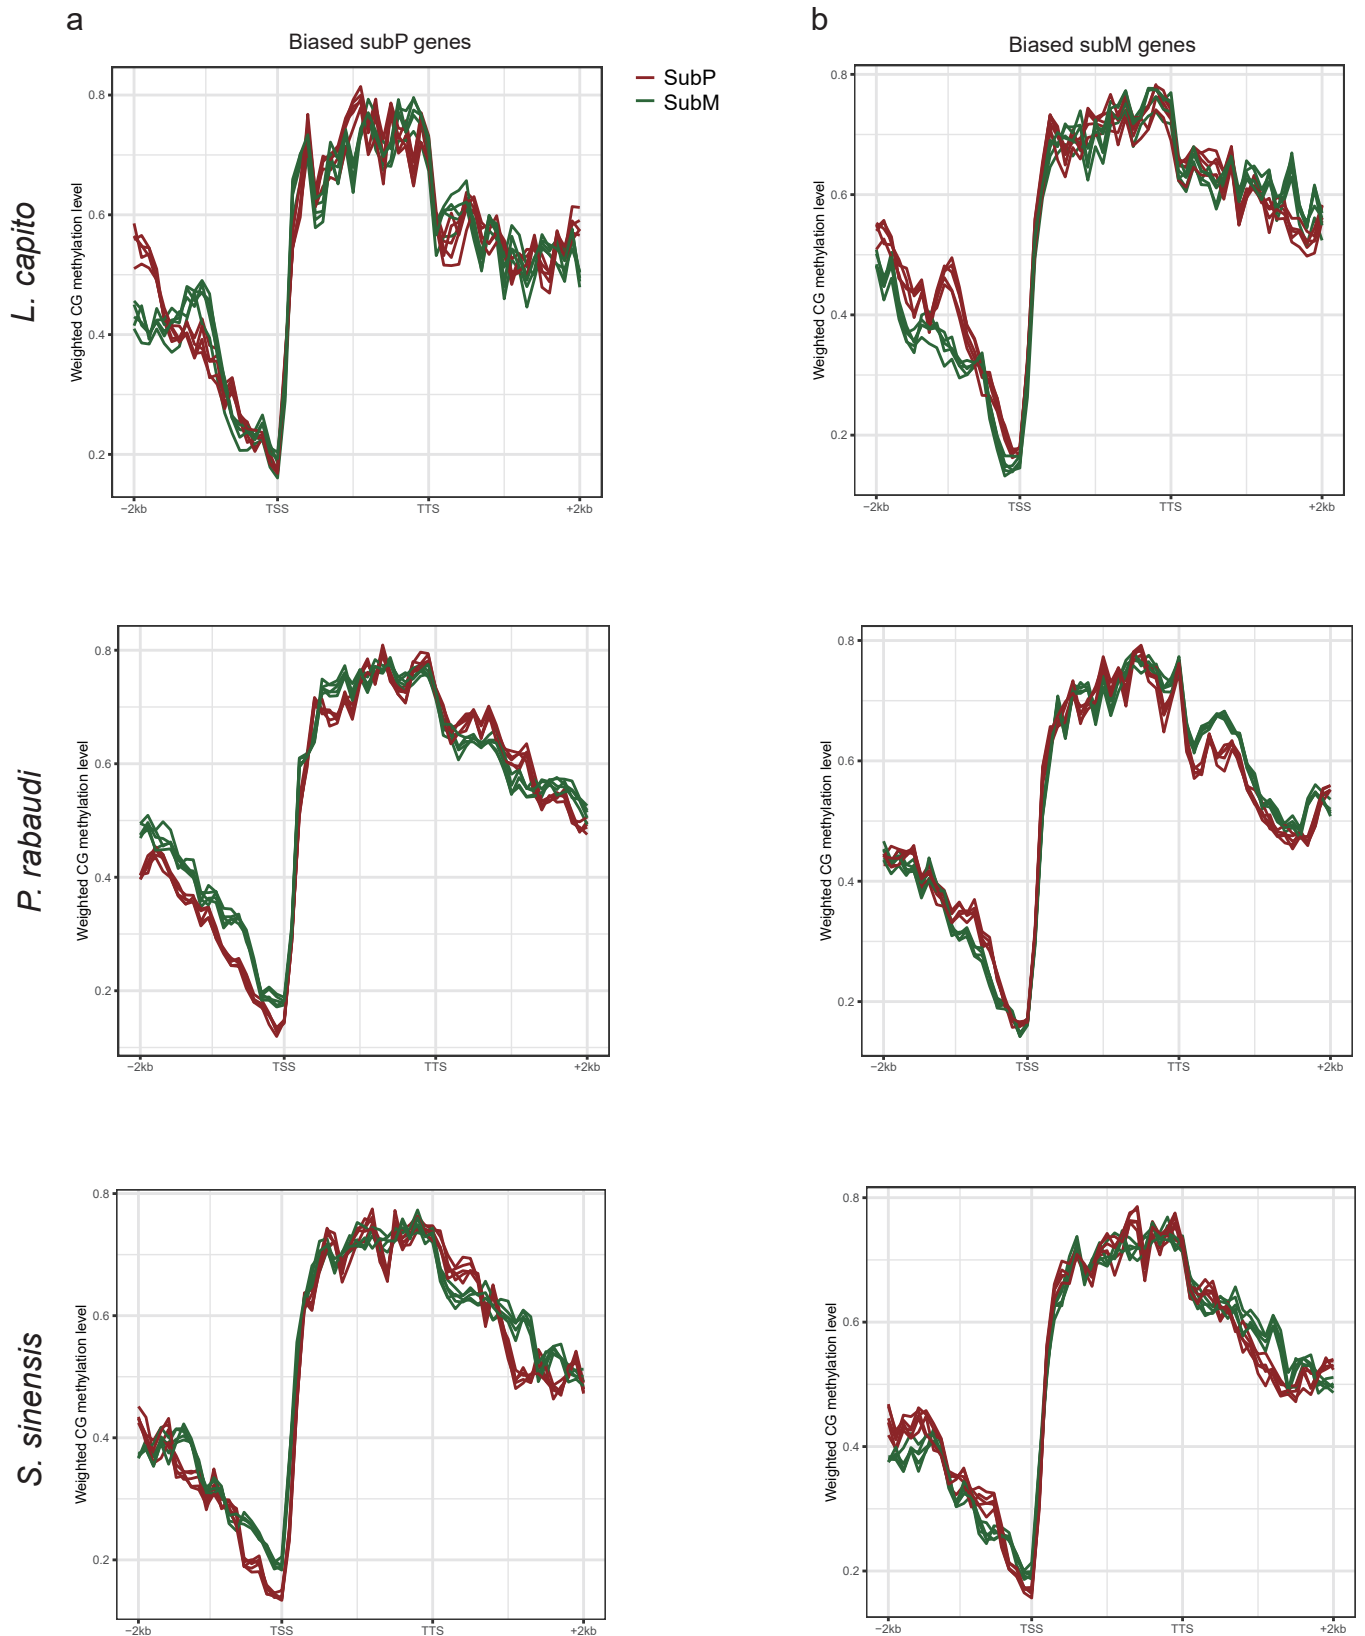 a
b
Biased subP genes
Biased subM genes
SubP
SubM
L. capito
Weighted CG methylation level
0.8
0.6
0.4
0.2
−2kb TSS TTS +2kb
Weighted CG methylation level
0.8
0.6
0.4
0.2
−2kb TSS TTS +2kb
P. rabaudi
Weighted CG methylation level
0.8
0.6
0.4
0.2
−2kb TSS TTS +2kb
Weighted CG methylation level
0.8
0.6
0.4
0.2
−2kb TSS TTS +2kb
S. sinensis
Weighted CG methylation level
0.8
0.6
0.4
0.2
−2kb TSS TTS +2kb
Weighted CG methylation level
0.8
0.6
0.4
0.2
−2kb TSS TTS +2kb